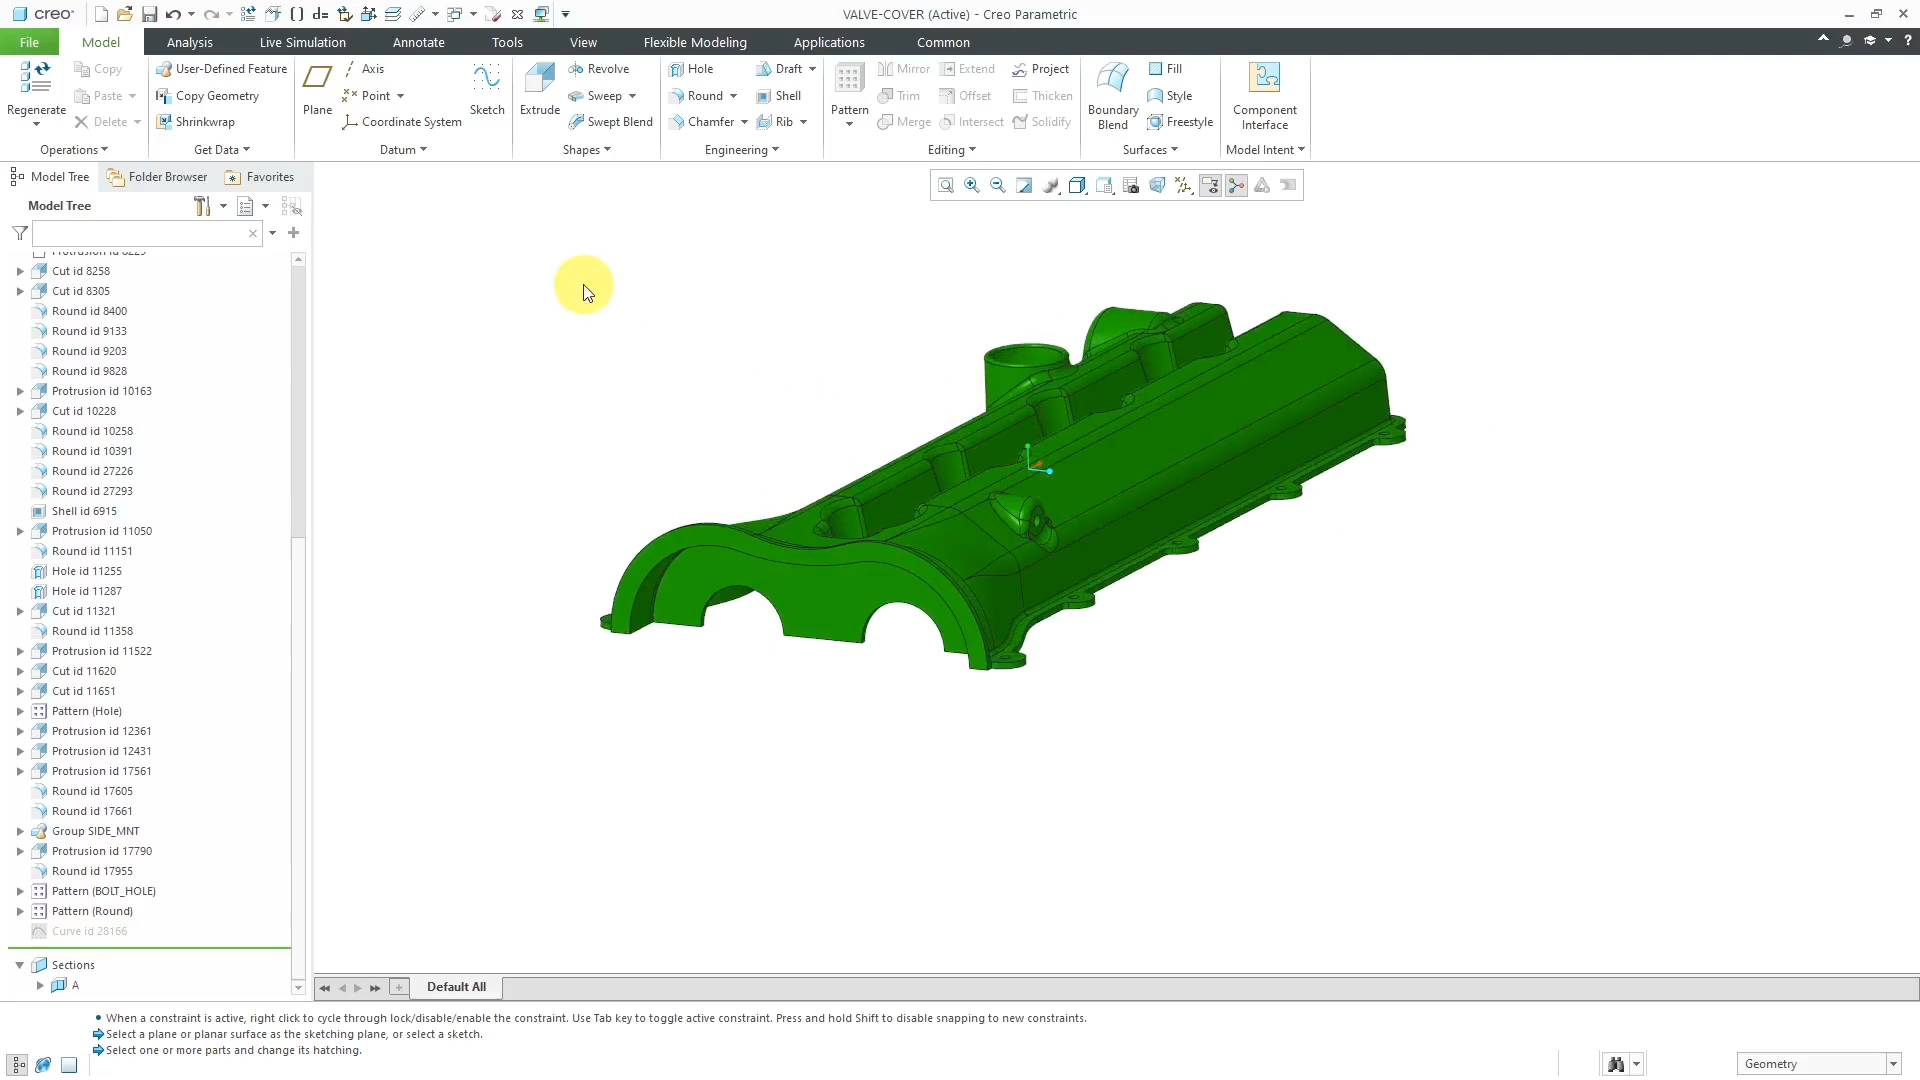 creo
VALVE-COVER (Active) - Creo Parametric
File Model Analysis Live Simulation Annotate Tools View Flexible Modeling Applications Common
Regenerate
Copy
Paste
Delete
Operations
User-Defined Feature
Copy Geometry
Shrinkwrap
Get Data
Plane
Axis
Point
Coordinate System
Sketch
Datum
Extrude
Revolve
Sweep
Swept Blend
Shapes
Hole
Round
Chamfer
Draft
Shell
Rib
Engineering
Pattern
Mirror
Trim
Merge
Extend
Offset
Intersect
Project
Thicken
Solidify
Editing
Boundary
Blend
Fill
Style
Freestyle
Surfaces
Component
Interface
Model Intent
Model Tree Folder Browser Favorites
Model Tree
Protrusion id 8225
Cut id 8258
Cut id 8305
Round id 8400
Round id 9133
Round id 9203
Round id 9828
Protrusion id 10163
Cut id 10228
Round id 10258
Round id 10391
Round id 27226
Round id 27293
Shell id 6915
Protrusion id 11050
Round id 11151
Hole id 11255
Hole id 11287
Cut id 11321
Round id 11358
Protrusion id 11522
Cut id 11620
Cut id 11651
Pattern (Hole)
Protrusion id 12361
Protrusion id 12431
Protrusion id 17561
Round id 17605
Round id 17661
Group SIDE_MNT
Protrusion id 17790
Round id 17955
Pattern (BOLT_HOLE)
Pattern (Round)
Curve id 28166
Sections
A
Default All
When a constraint is active, right click to cycle through lock/disable/enable the constraint. Use Tab key to toggle active constraint. Press and hold Shift to disable snapping to new constraints.
Select a plane or planar surface as the sketching plane, or select a sketch.
Select one or more parts and change its hatching.
Geometry